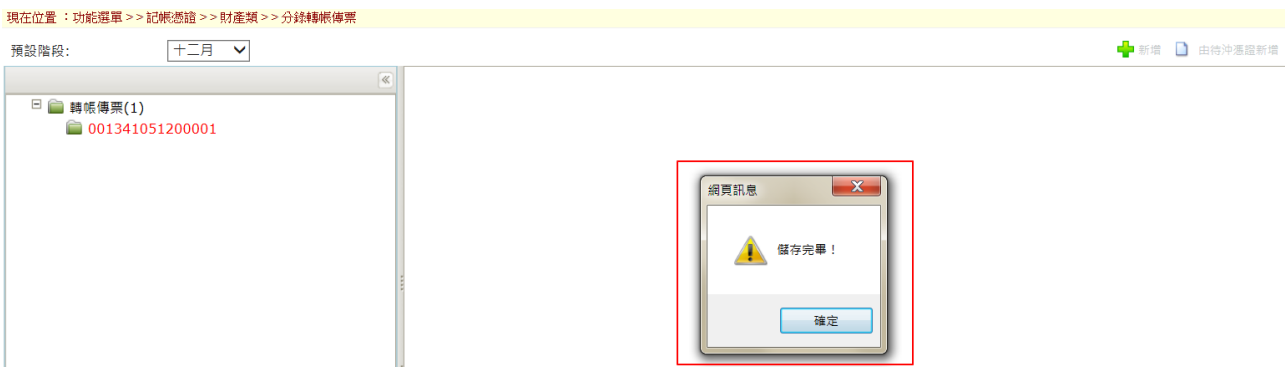 現在位置：功能選單>>記帳憑證>>財產類>>分錄轉帳傳票
預設階段: 十二月 新增 由待沖憑證新增
轉帳傳票(1)
001341051200001
網頁訊息
儲存完畢！
確定